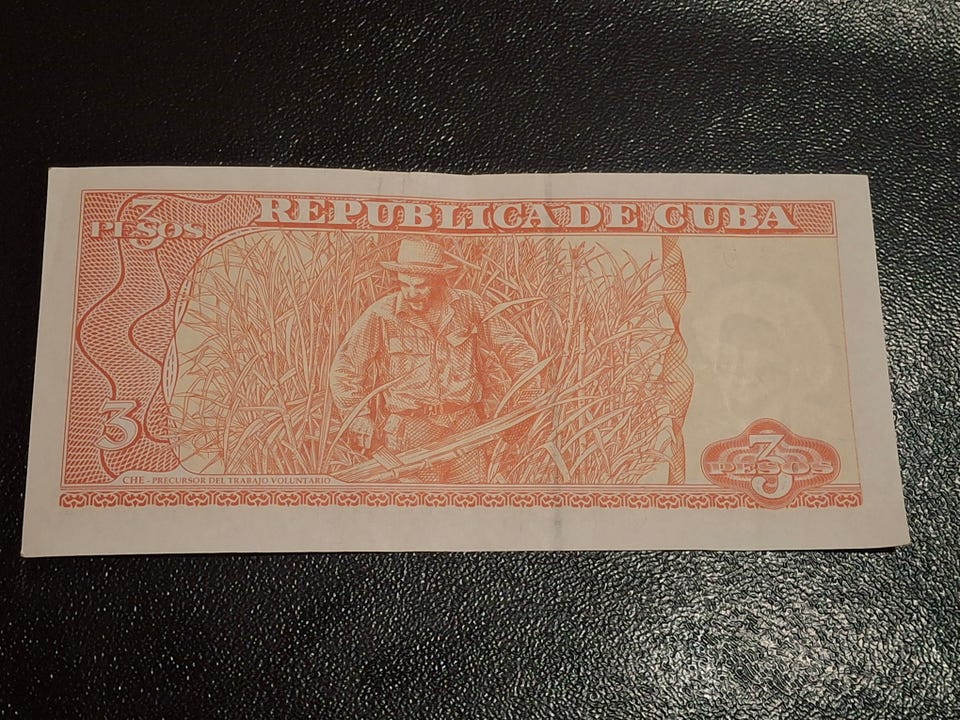 3
PESOS
REPUBLICA DE CUBA
3
CHE - PRECURSOR DEL TRABAJO VOLUNTARIO
3
PESOS